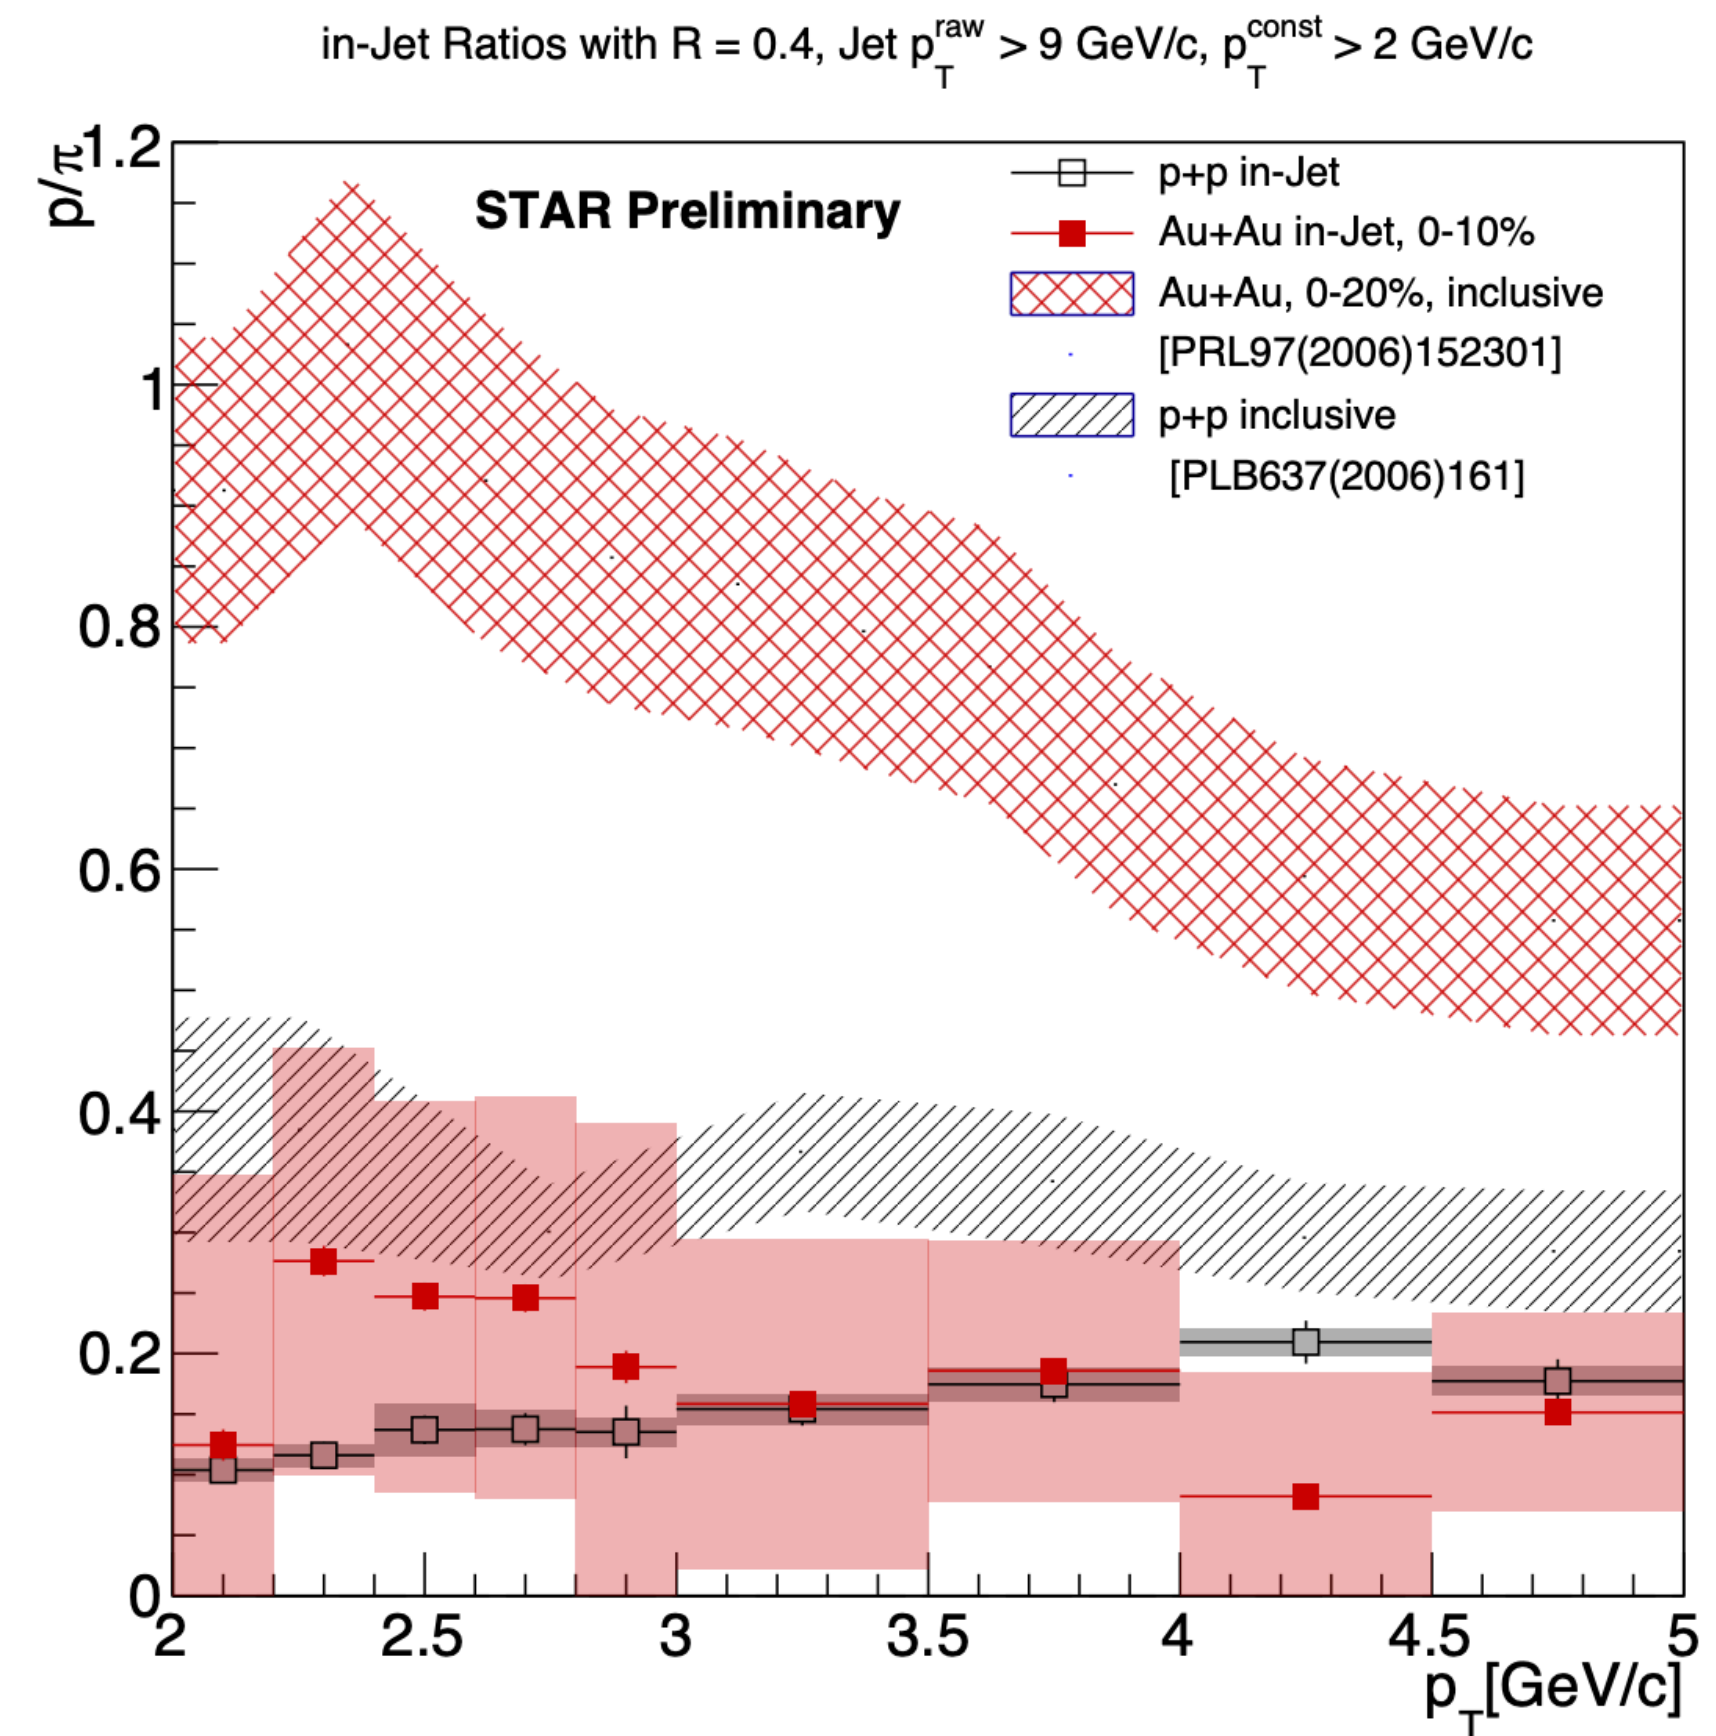 in-Jet Ratios with R = 0.4, Jet p_T^raw > 9 GeV/c, p_T^const > 2 GeV/c
p/π
STAR Preliminary
p+p in-Jet
Au+Au in-Jet, 0-10%
Au+Au, 0-20%, inclusive
[PRL97(2006)152301]
p+p inclusive
[PLB637(2006)161]
1.2
1
0.8
0.6
0.4
0.2
0
2 2.5 3 3.5 4 4.5 5
p_T[GeV/c]